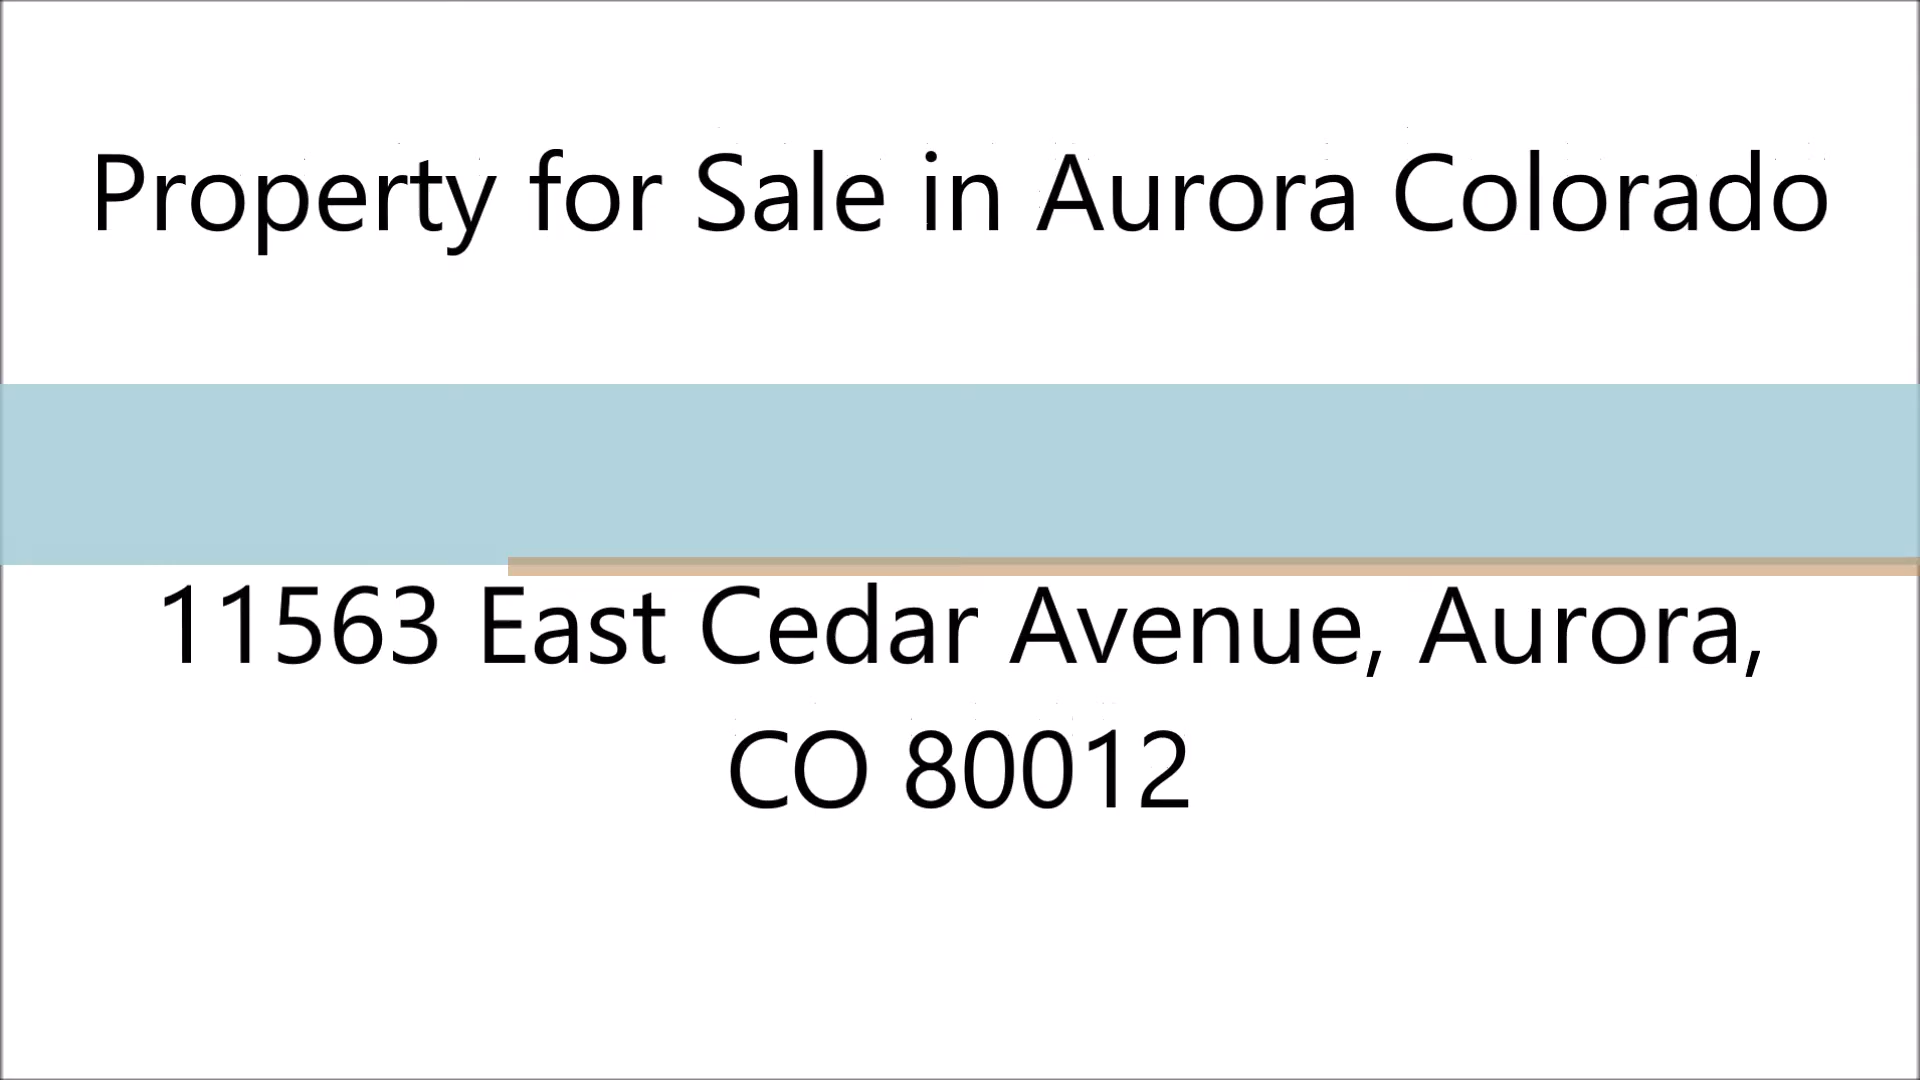 Property for Sale in Aurora Colorado
11563 East Cedar Avenue, Aurora,
CO 80012